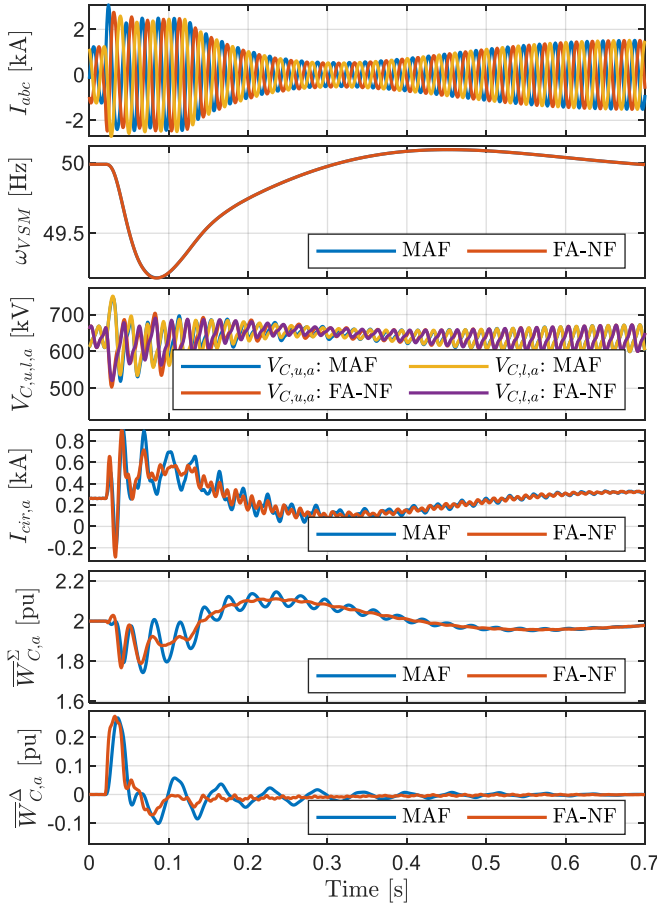 I_{abc} [kA]
2
0
-2
ω_{VSM} [Hz]
50
49.5
MAF FA-NF
V_{C,u,l,a} [kV]
700
600
500
V_{C,u,a}: MAF V_{C,l,a}: MAF
V_{C,u,a}: FA-NF V_{C,l,a}: FA-NF
I_{cir,a} [kA]
0.8
0.6
0.4
0.2
0
-0.2
MAF FA-NF
\overline{W}^{Σ}_{C,a} [pu]
2.2
2
1.8
1.6
MAF FA-NF
\overline{W}^{Δ}_{C,a} [pu]
0.2
0.1
0
-0.1
MAF FA-NF
0 0.1 0.2 0.3 0.4 0.5 0.6 0.7
Time [s]